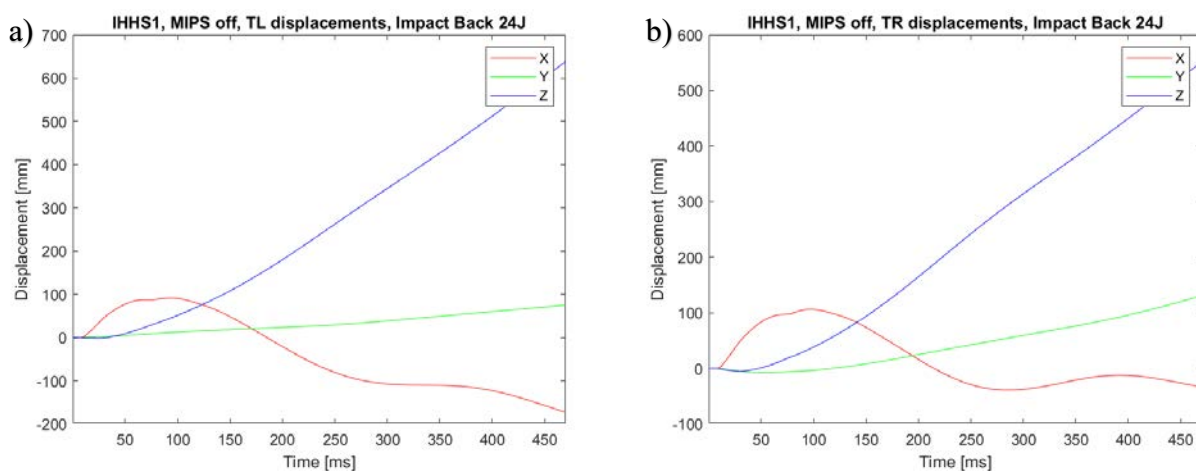 a)
IHHS1, MIPS off, TL displacements, Impact Back 24J
700
600
500
400
300
200
100
0
-100
-200
Displacement [mm]
X
Y
Z
50 100 150 200 250 300 350 400 450
Time [ms]
b)
IHHS1, MIPS off, TR displacements, Impact Back 24J
600
500
400
300
200
100
0
-100
Displacement [mm]
X
Y
Z
50 100 150 200 250 300 350 400 450
Time [ms]